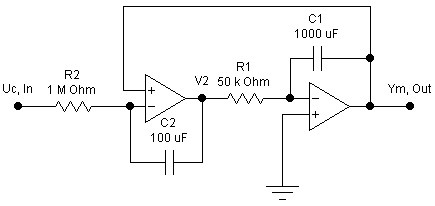 C1
1000 uF
V2
R1
50 k Ohm
Uc, In
R2
1 M Ohm
+
−
−
+
Ym, Out
C2
100 uF